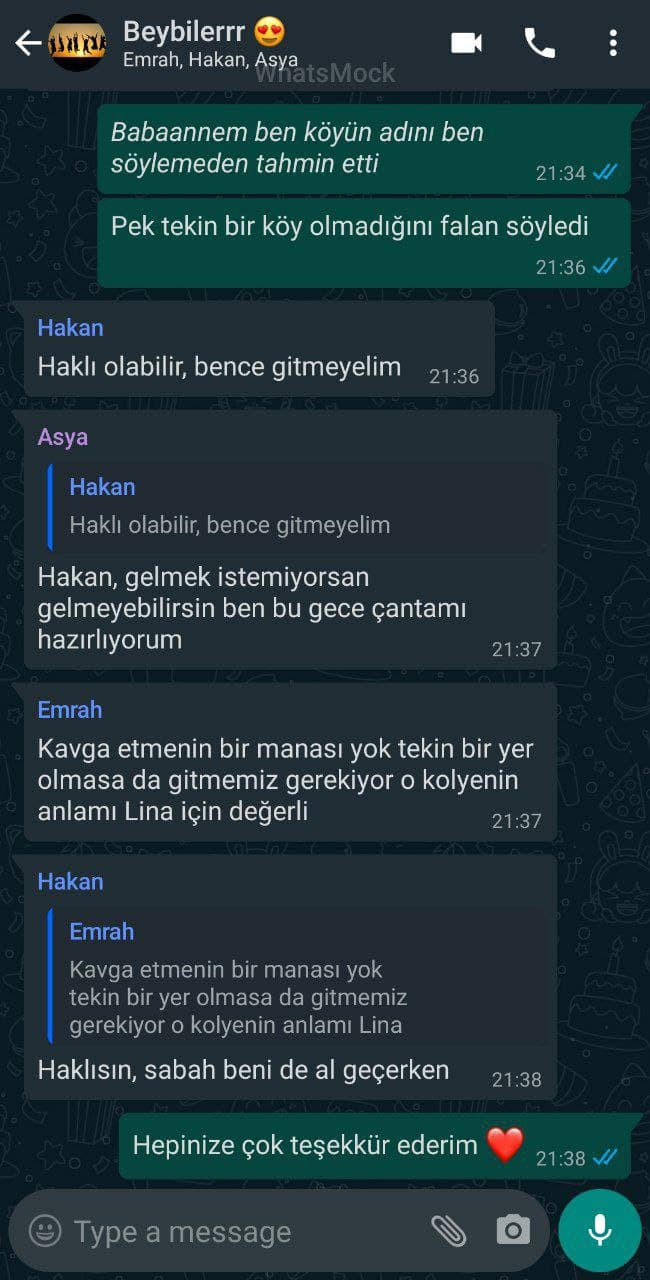 Beybilerrr 😍
Emrah, Hakan, Asya
WhatsMock
Babaannem ben köyün adını ben
söylemeden tahmin etti
21:34
Pek tekin bir köy olmadığını falan söyledi
21:36
Hakan
Haklı olabilir, bence gitmeyelim
21:36
Asya
Hakan
Haklı olabilir, bence gitmeyelim
Hakan, gelmek istemiyorsan
gelmeyebilirsin ben bu gece çantamı
hazırlıyorum
21:37
Emrah
Kavga etmenin bir manası yok tekin bir yer
olmasa da gitmemiz gerekiyor o kolyenin
anlamı Lina için değerli
21:37
Hakan
Emrah
Kavga etmenin bir manası yok
tekin bir yer olmasa da gitmemiz
gerekiyor o kolyenin anlamı Lina
Haklısın, sabah beni de al geçerken
21:38
Hepinize çok teşekkür ederim ❤️
21:38
Type a message